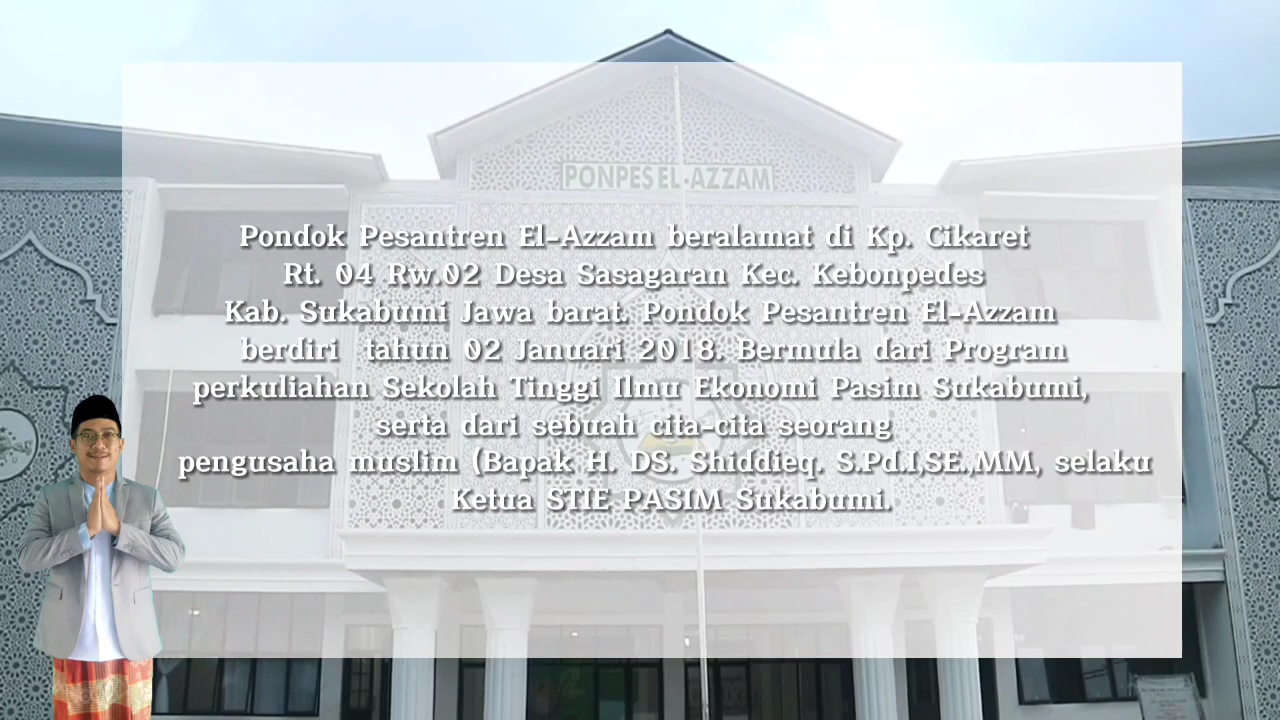 PONPES EL-AZZAM
Pondok Pesantren El-Azzam beralamat di Kp. Cikaret
Rt. 04 Rw.02 Desa Sasagaran Kec. Kebonpedes
Kab. Sukabumi Jawa barat. Pondok Pesantren El-Azzam
berdiri tahun 02 Januari 2018. Bermula dari Program
perkuliahan Sekolah Tinggi Ilmu Ekonomi Pasim Sukabumi,
serta dari sebuah cita-cita seorang
pengusaha muslim (Bapak H. DS. Shiddieq. S.Pd.I,SE.,MM, selaku
Ketua STIE PASIM Sukabumi.